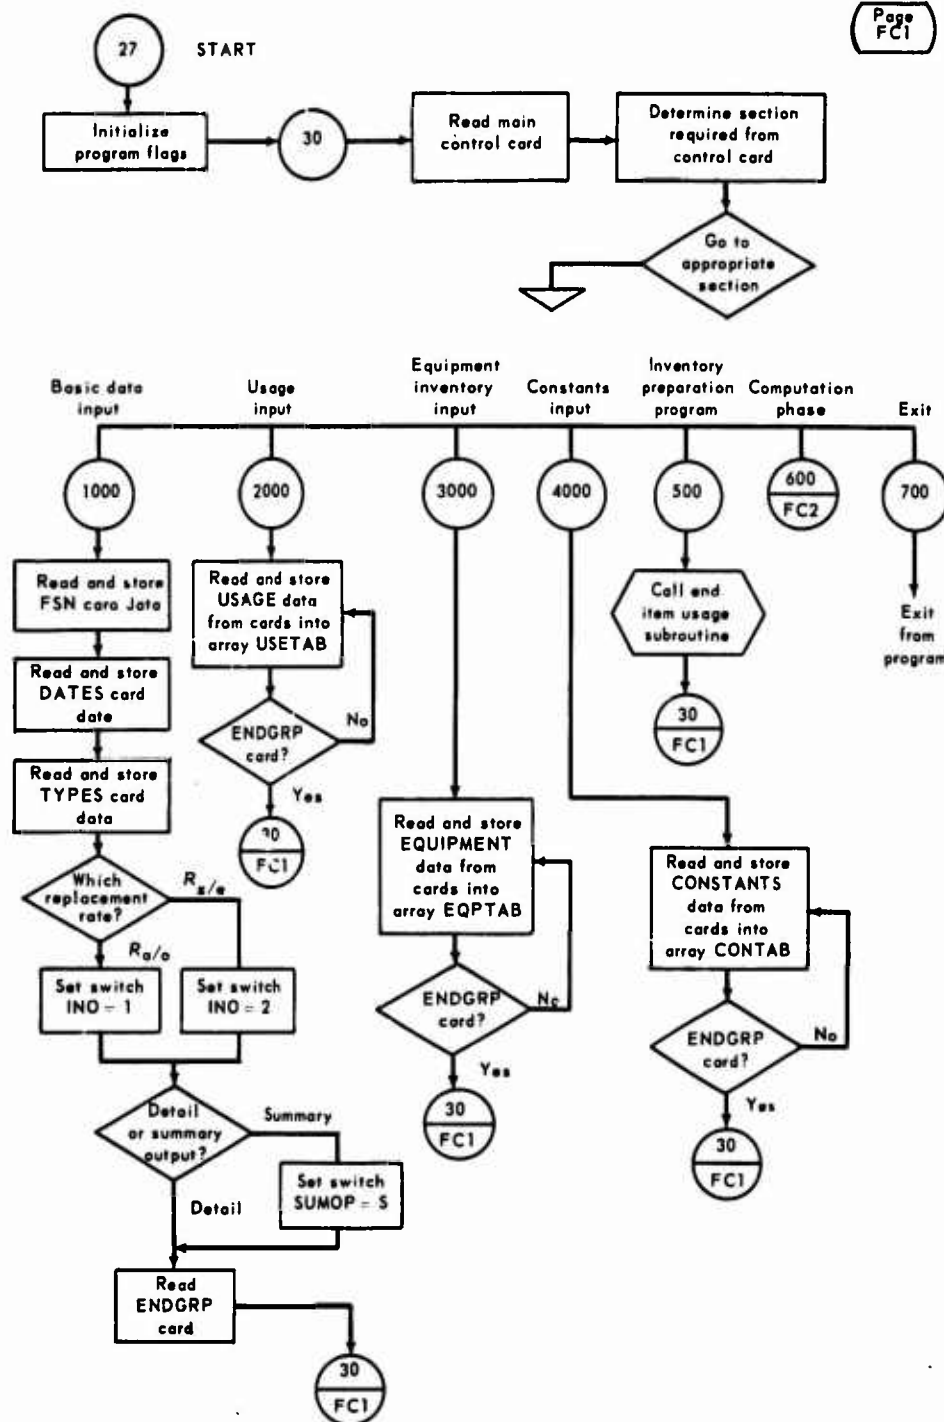 Page
FC1
27
START
Initialize
program flags
30
Read main
control card
Determine section
required from
control card
Go to
appropriate
section
Basic data
input
Usage
input
Equipment
inventory
input
Constants
input
Inventory
preparation
program
Computation
phase
Exit
1000
2000
3000
4000
500
600
FC2
700
Read and store
FSN
Read and store
DATES card
date
Read and store
TYPES card
data
Which
replacement
rate?
R
Ra/o
Set switch
INO = 1
Set switch
INO = 2
Detail
or summary
output?
Summary
Set switch
SUMOP = S
Detail
Read
ENDGRP
card
30
FC1
Read and store
USAGE data
from cards into
array USETAB
ENDGRP
card?
No
Yes
30
FC1
Read and store
EQUIPMENT
data from
cards into
array EQPTAB
ENDGRP
card?
No
Yes
30
FC1
Read and store
CONSTANTS
data from
cards into
array CONTAB
ENDGRP
card?
No
Yes
30
FC1
Call end
item usage
subroutine
30
FC1
Exit
from
program